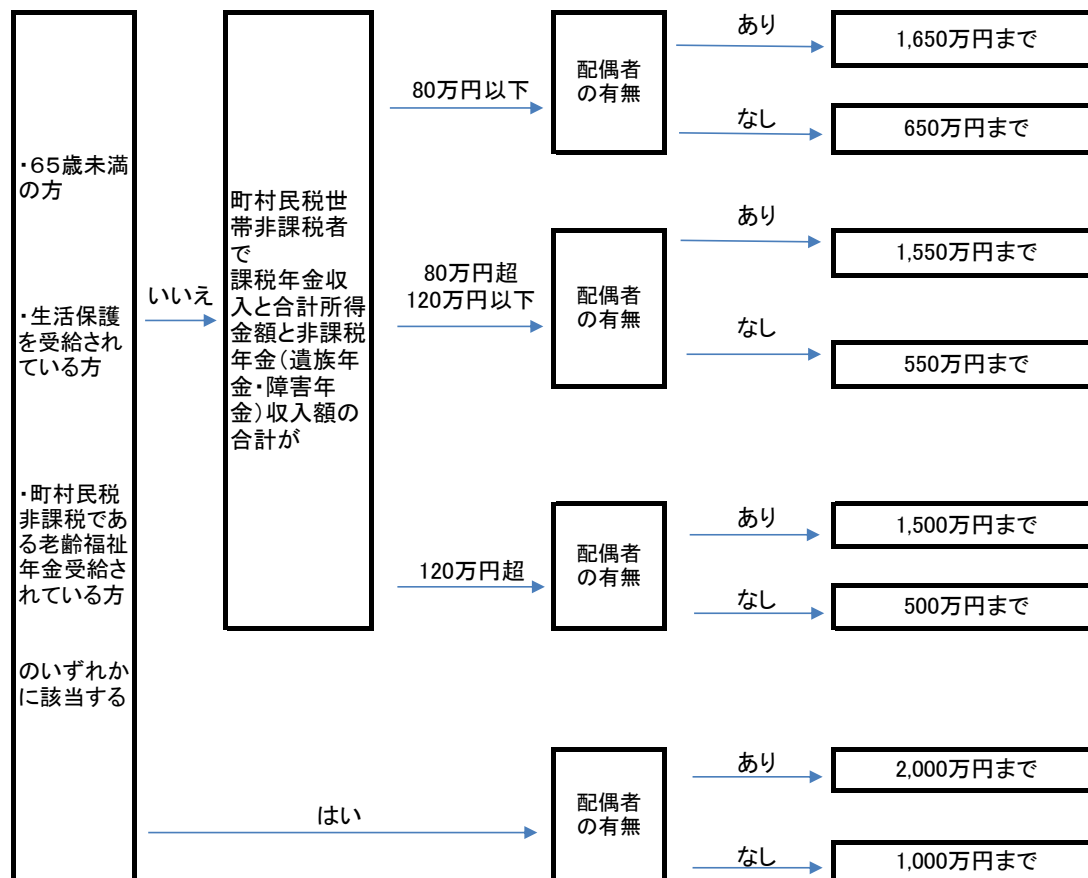 ・65歳未満
の方
・生活保護
を受給され
ている方
・町村民税
非課税であ
る老齢福祉
年金受給さ
れている方
のいずれか
に該当する
いいえ
はい
町村民税世
帯非課税者
で
課税年金収
入と合計所得
金額と非課税
年金(遺族年
金・障害年
金)収入額の
合計が
80万円以下
配偶者
の有無
あり
1,650万円まで
なし
650万円まで
80万円超
120万円以下
配偶者
の有無
あり
1,550万円まで
なし
550万円まで
120万円超
配偶者
の有無
あり
1,500万円まで
なし
500万円まで
配偶者
の有無
あり
2,000万円まで
なし
1,000万円まで